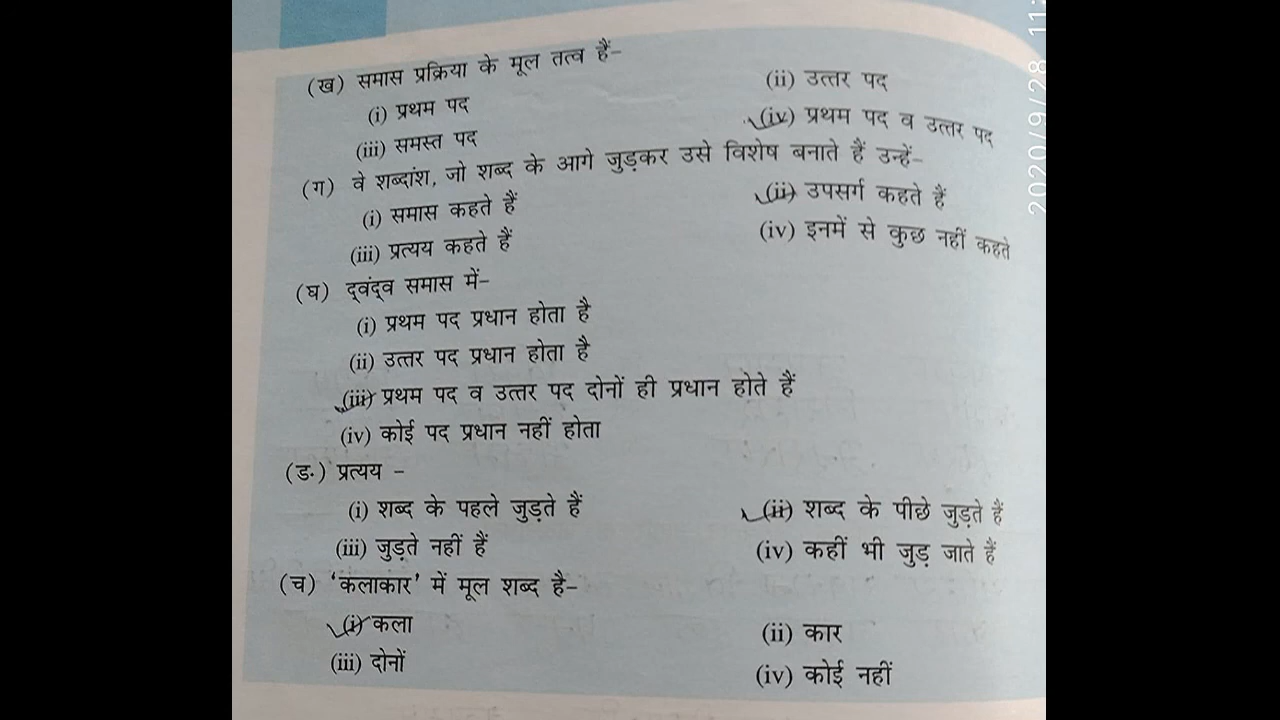 (ख) समास प्रक्रिया के मूल तत्व हैं–
(i) प्रथम पद (ii) उत्तर पद
(iii) समस्त पद (iv) प्रथम पद व उत्तर पद
(ग) वे शब्दांश, जो शब्द के आगे जुड़कर उसे विशेष बनाते हैं उन्हें–
(i) समास कहते हैं (ii) उपसर्ग कहते हैं
(iii) प्रत्यय कहते हैं (iv) इनमें से कुछ नहीं कहते
(घ) द्वंद्व समास में–
(i) प्रथम पद प्रधान होता है
(ii) उत्तर पद प्रधान होता है
(iii) प्रथम पद व उत्तर पद दोनों ही प्रधान होते हैं
(iv) कोई पद प्रधान नहीं होता
(ङ) प्रत्यय –
(i) शब्द के पहले जुड़ते हैं (ii) शब्द के पीछे जुड़ते हैं
(iii) जुड़ते नहीं हैं (iv) कहीं भी जुड़ जाते हैं
(च) 'कलाकार' में मूल शब्द है–
(i) कला (ii) कार
(iii) दोनों (iv) कोई नहीं
2020/9/28 11: